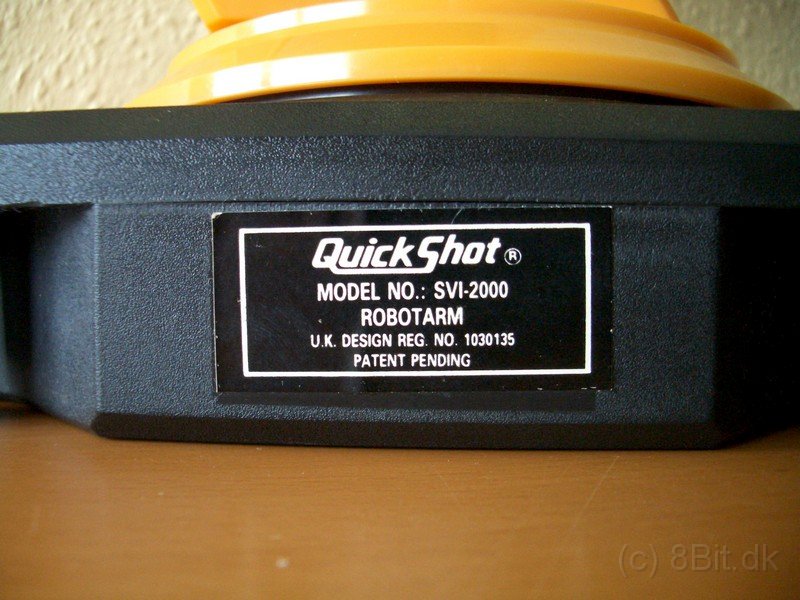 QuickShot ®
MODEL NO.: SVI-2000
ROBOTARM
U.K. DESIGN REG. NO. 1030135
PATENT PENDING
(c) 8Bit.dk